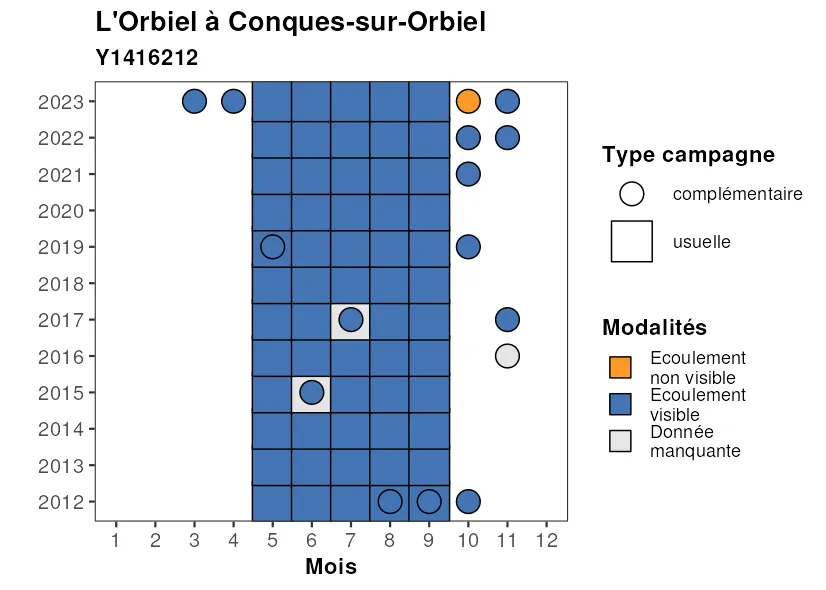 L'Orbiel à Conques-sur-Orbiel
Y1416212
2023
2022
2021
2020
2019
2018
2017
2016
2015
2014
2013
2012
1 2 3 4 5 6 7 8 9 10 11 12
Mois
Type campagne
complémentaire
usuelle
Modalités
Ecoulement
non visible
Ecoulement
visible
Donnée
manquante